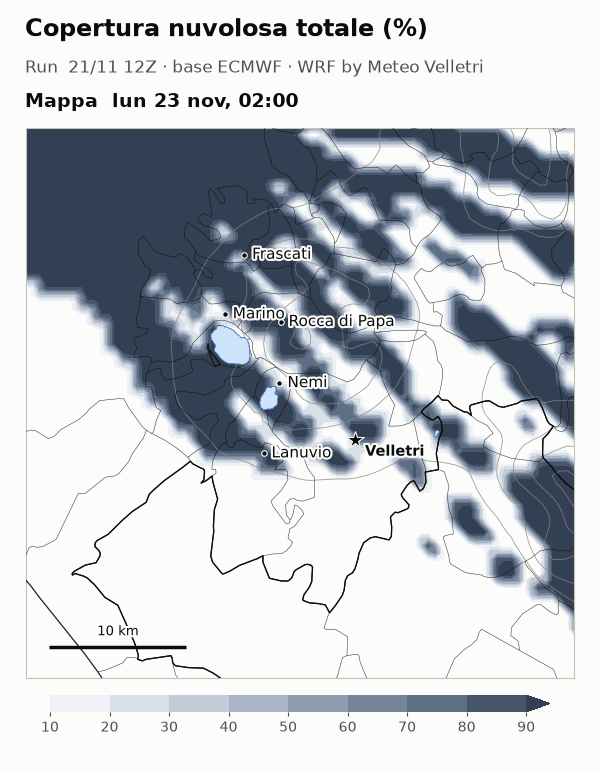 Copertura nuvolosa totale (%)
Run  21/11 12Z · base ECMWF · WRF by Meteo Velletri
Mappa  lun 23 nov, 02:00
Frascati
Marino
Rocca di Papa
Nemi
Velletri
Lanuvio
10 km
10 20 30 40 50 60 70 80 90